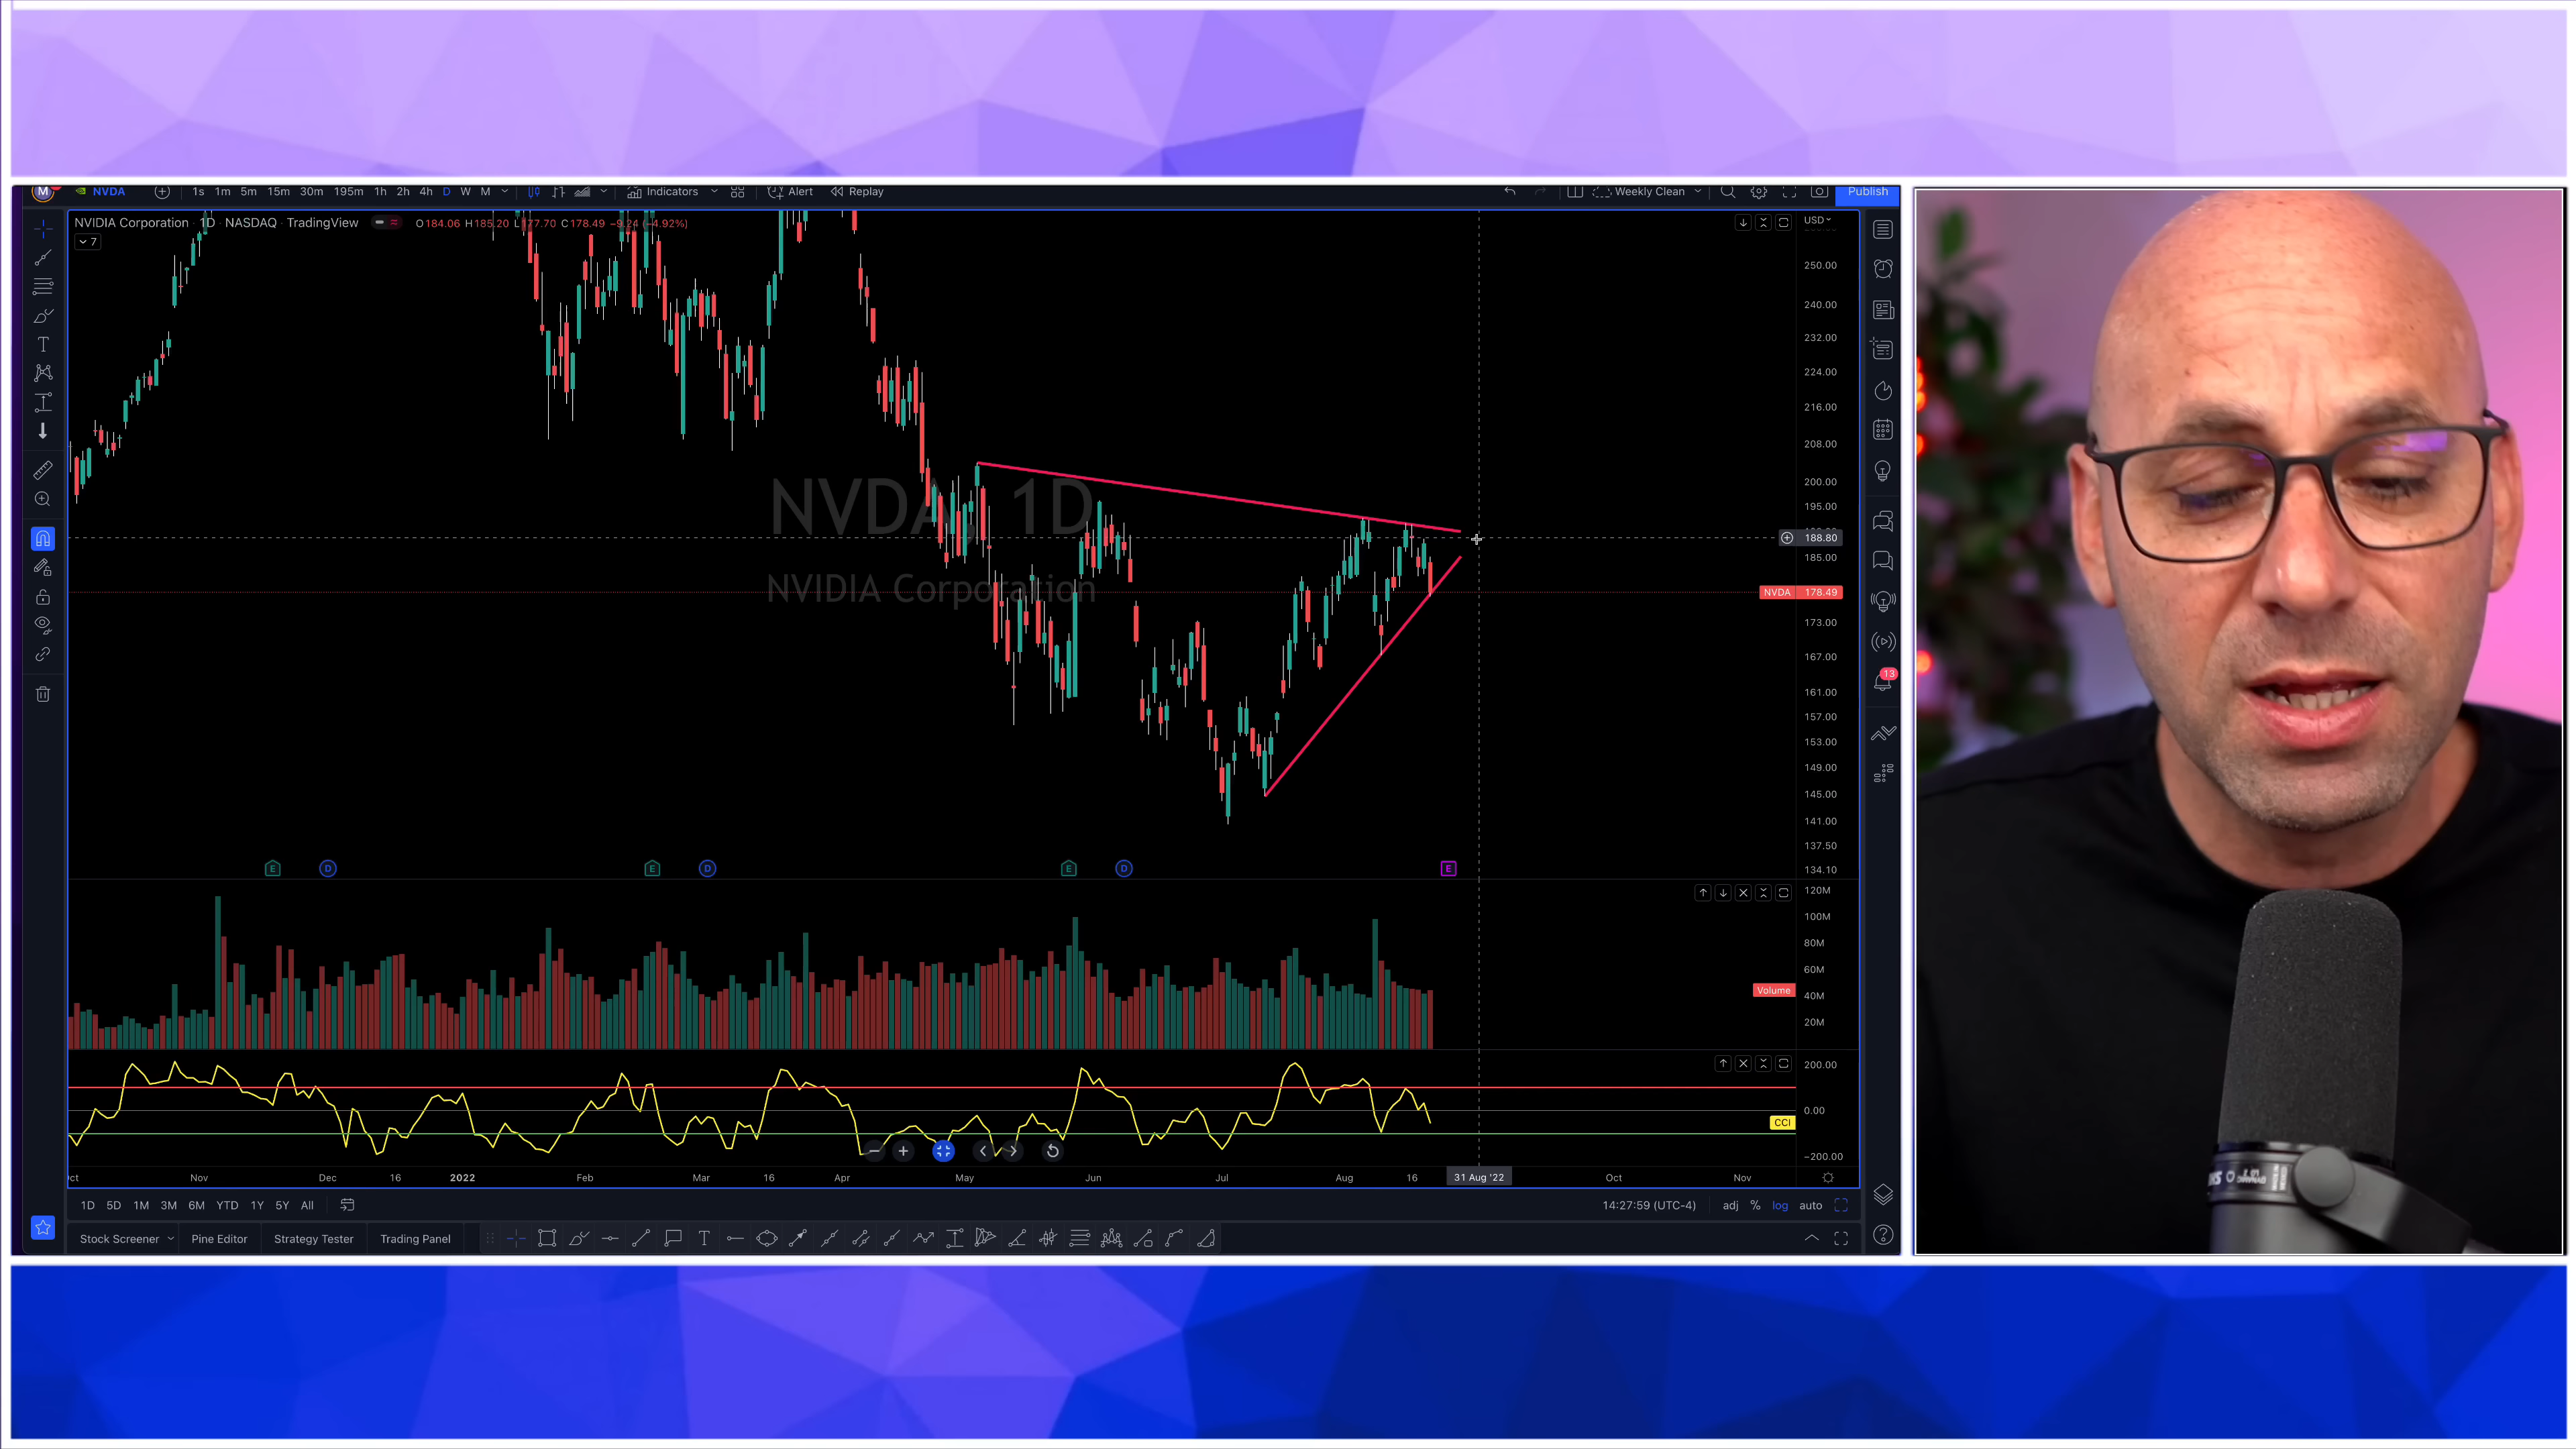 M NVDA 1s 1m 5m 15m 30m 195m 1h 2h 4h D W M Indicators Alert Replay Weekly Clean Publish
NVIDIA Corporation · 1D · NASDAQ · TradingView O184.06 H185.20 L177.70 C178.49 −9.24 (−4.92%) USD
7
250.00
240.00
232.00
224.00
216.00
208.00
200.00
NVDA, 1D
195.00
188.80
185.00
NVIDIA Corporation
NVDA 178.49
173.00
167.00
161.00
157.00
153.00
149.00
145.00
141.00
137.50
134.10
E D E D E D E
120M
100M
80M
60M
Volume
40M
20M
200.00
0.00
CCI
−200.00
Nov Dec 16 2022 Feb Mar 16 Apr May Jun Jul Aug 16 31 Aug '22 Oct Nov
1D 5D 1M 3M 6M YTD 1Y 5Y All 14:27:59 (UTC-4) adj % log auto
Stock Screener Pine Editor Strategy Tester Trading Panel
13